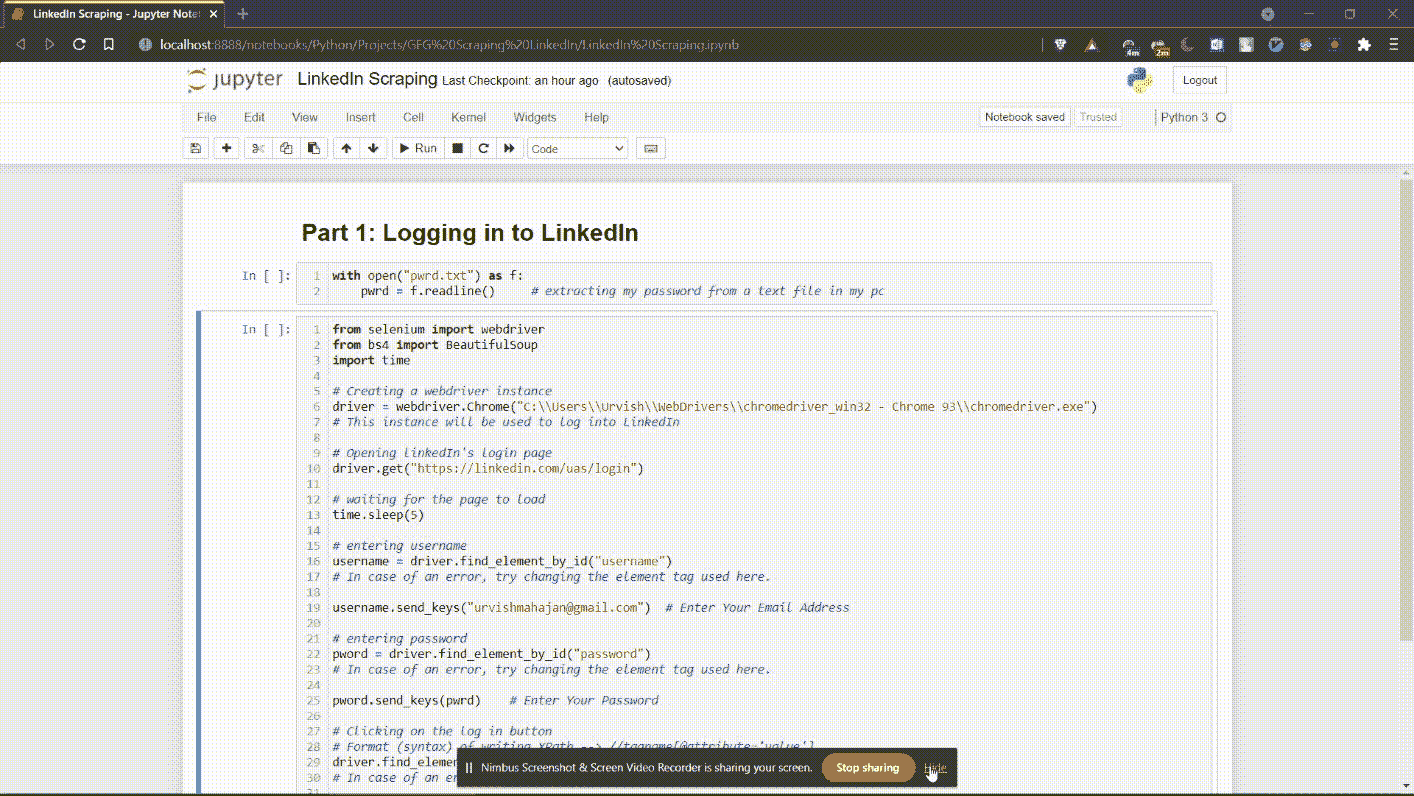 LinkedIn Scraping - Jupyter Note
localhost:8888/notebooks/Python/Projects/GFG%20Scraping%20LinkedIn/LinkedIn%20Scraping.ipynb
4m 2m
jupyter LinkedIn Scraping Last Checkpoint: an hour ago (autosaved)
Logout
File Edit View Insert Cell Kernel Widgets Help
Notebook saved Trusted Python 3
Run Code
Part 1: Logging in to LinkedIn
In [ ]:
1 with open("pwrd.txt") as f:
2 pwrd = f.readline() # extracting my password from a text file in my pc
In [ ]:
1 from selenium import webdriver
2 from bs4 import BeautifulSoup
3 import time
4
5 # Creating a webdriver instance
6 driver = webdriver.Chrome("C:\\Users\\Urvish\\WebDrivers\\chromedriver_win32 - Chrome 93\\chromedriver.exe")
7 # This instance will be used to log into LinkedIn
8
9 # Opening linkedIn's login page
10 driver.get("https://linkedin.com/uas/login")
11
12 # waiting for the page to load
13 time.sleep(5)
14
15 # entering username
16 username = driver.find_element_by_id("username")
17 # In case of an error, try changing the element tag used here.
18
19 username.send_keys("urvishmahajan@gmail.com") # Enter Your Email Address
20
21 # entering password
22 pword = driver.find_element_by_id("password")
23 # In case of an error, try changing the element tag used here.
24
25 pword.send_keys(pwrd) # Enter Your Password
26
27 # Clicking on the log in button
28 # Format (syntax) of writing XPath --> //tagname[@attribute='value']
29 driver.find_elem
30 # In case of an er
31
Nimbus Screenshot & Screen Video Recorder is sharing your screen. Stop sharing Hide